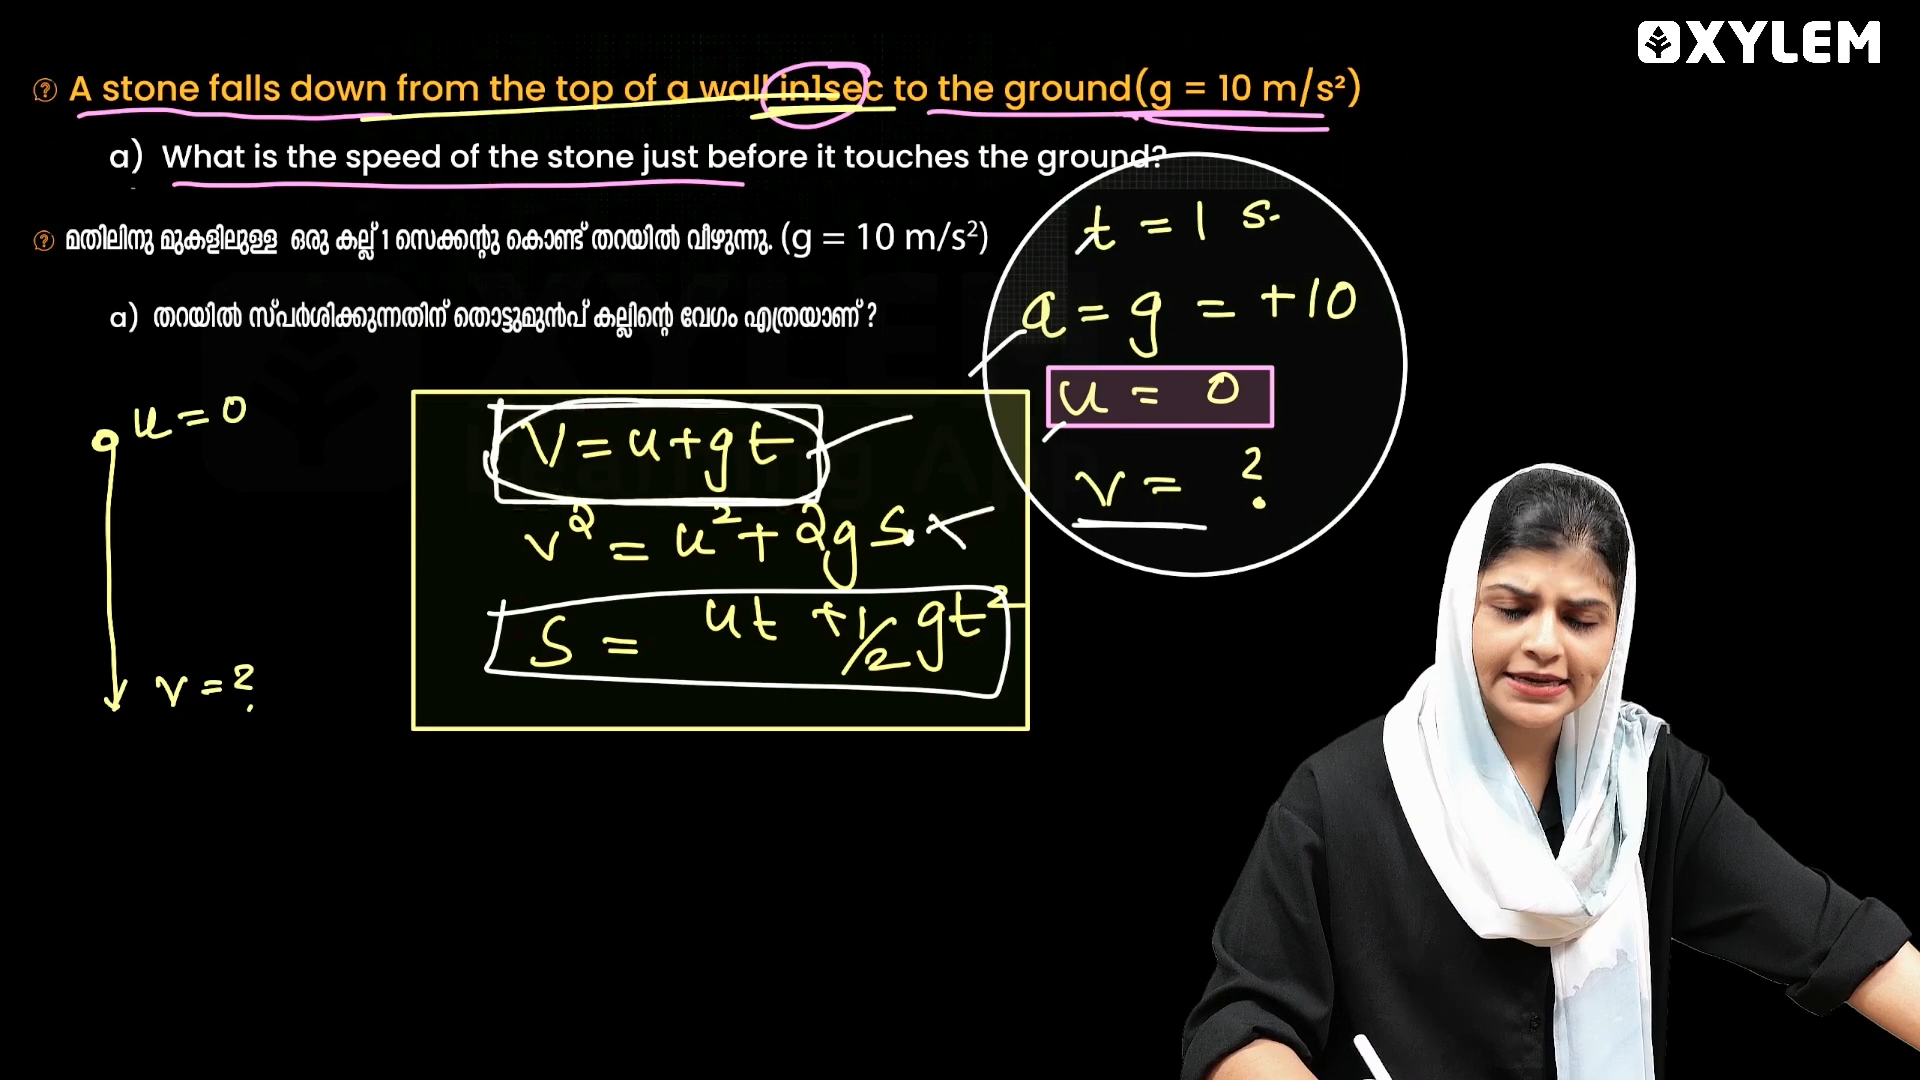 XYLEM
A stone falls down from the top of a wall in1sec to the ground(g = 10 m/s²)
a) What is the speed of the stone just before it touches the ground?
മതിലിനു മുകളിലുള്ള ഒരു കല്ല് 1 സെക്കന്റു കൊണ്ട് തറയിൽ വീഴുന്നു. (g = 10 m/s²)
a) തറയിൽ സ്പർശിക്കുന്നതിന് തൊട്ടുമുൻപ് കല്ലിന്റെ വേഗം എത്രയാണ് ?
t = 1 s.
a = g = +10
u = 0
v = ?
u = 0
v = ?
V = u + gt
v² = u² + 2gs
S = ut + 1/2 gt²